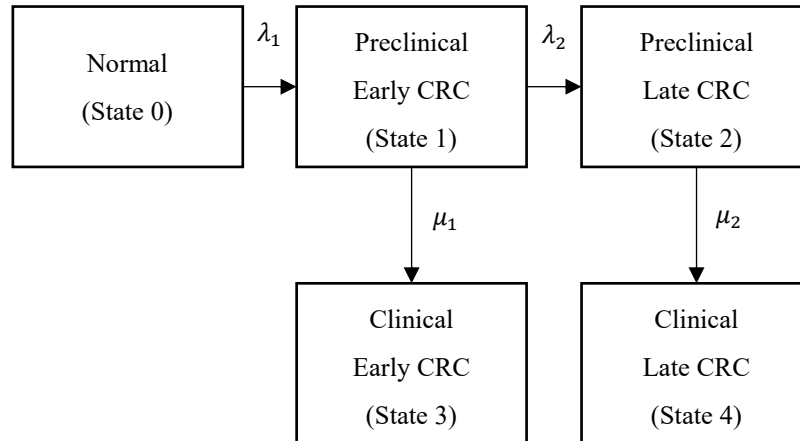 Normal
(State 0)
λ₁
Preclinical
Early CRC
(State 1)
λ₂
Preclinical
Late CRC
(State 2)
μ₁
μ₂
Clinical
Early CRC
(State 3)
Clinical
Late CRC
(State 4)